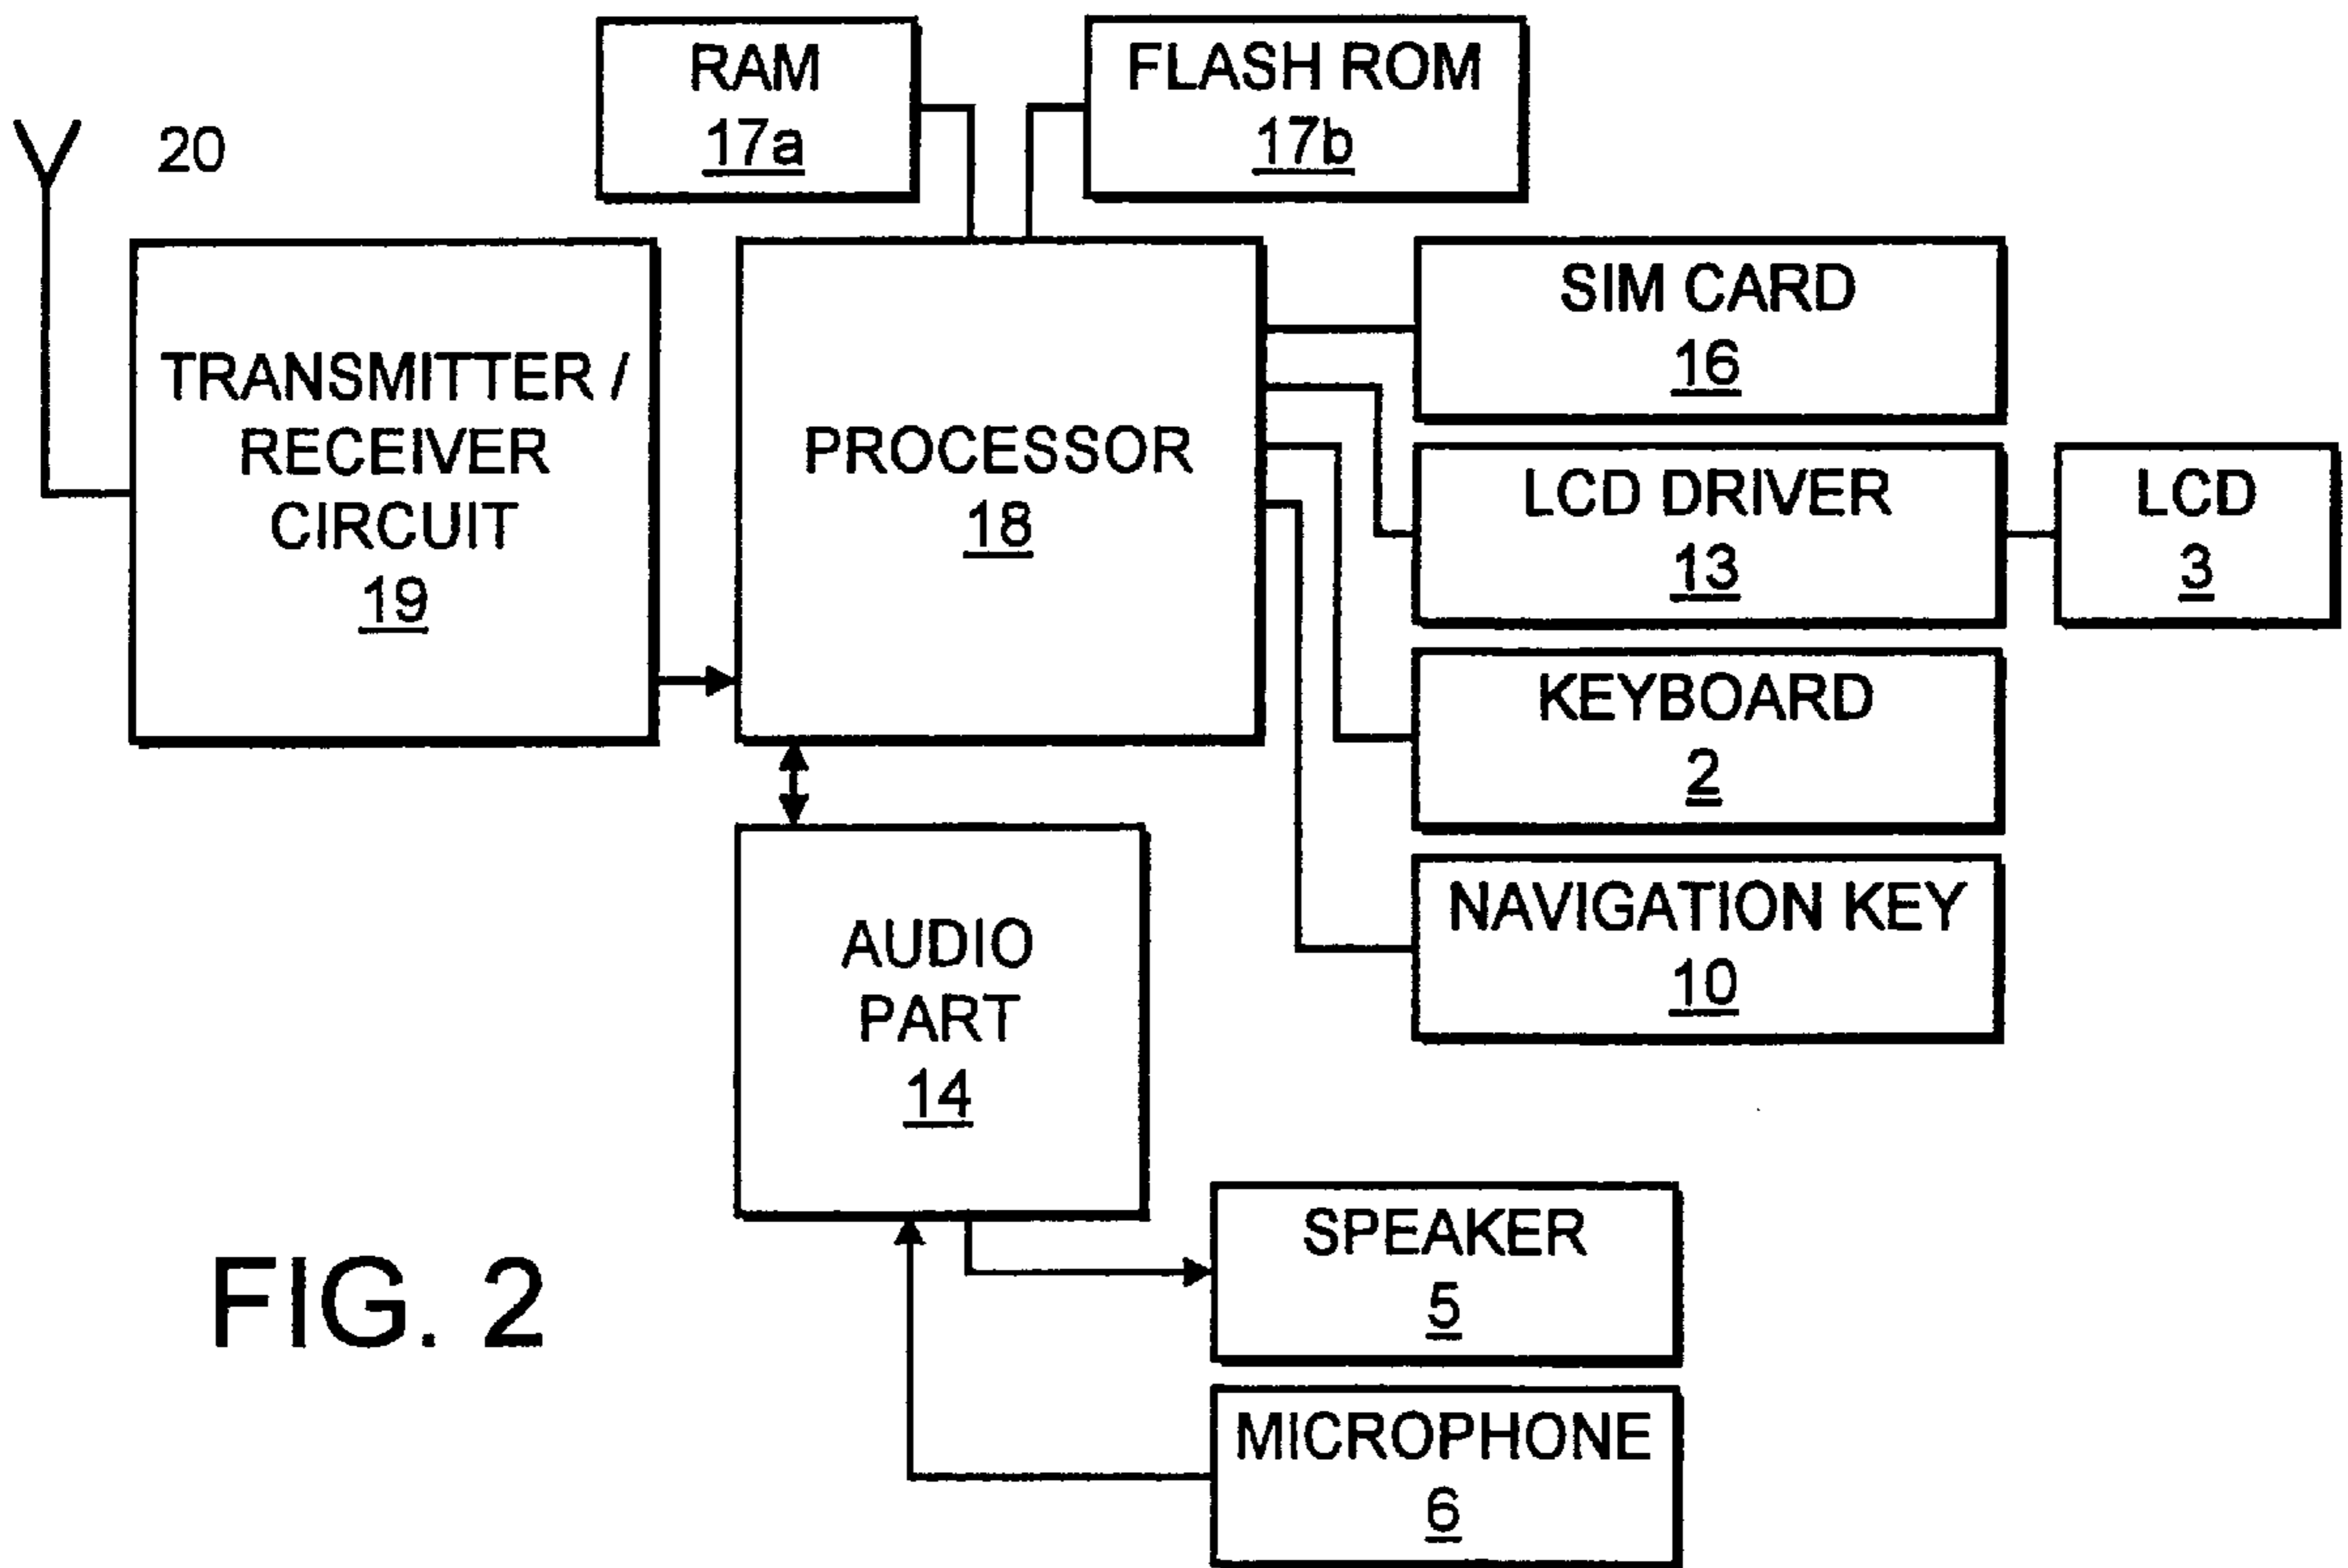 RAM
17a
FLASH ROM
17b
20
TRANSMITTER /
RECEIVER
CIRCUIT
19
PROCESSOR
18
SIM CARD
16
LCD DRIVER
13
LCD
3
KEYBOARD
2
NAVIGATION KEY
10
AUDIO
PART
14
SPEAKER
5
MICROPHONE
6
FIG. 2